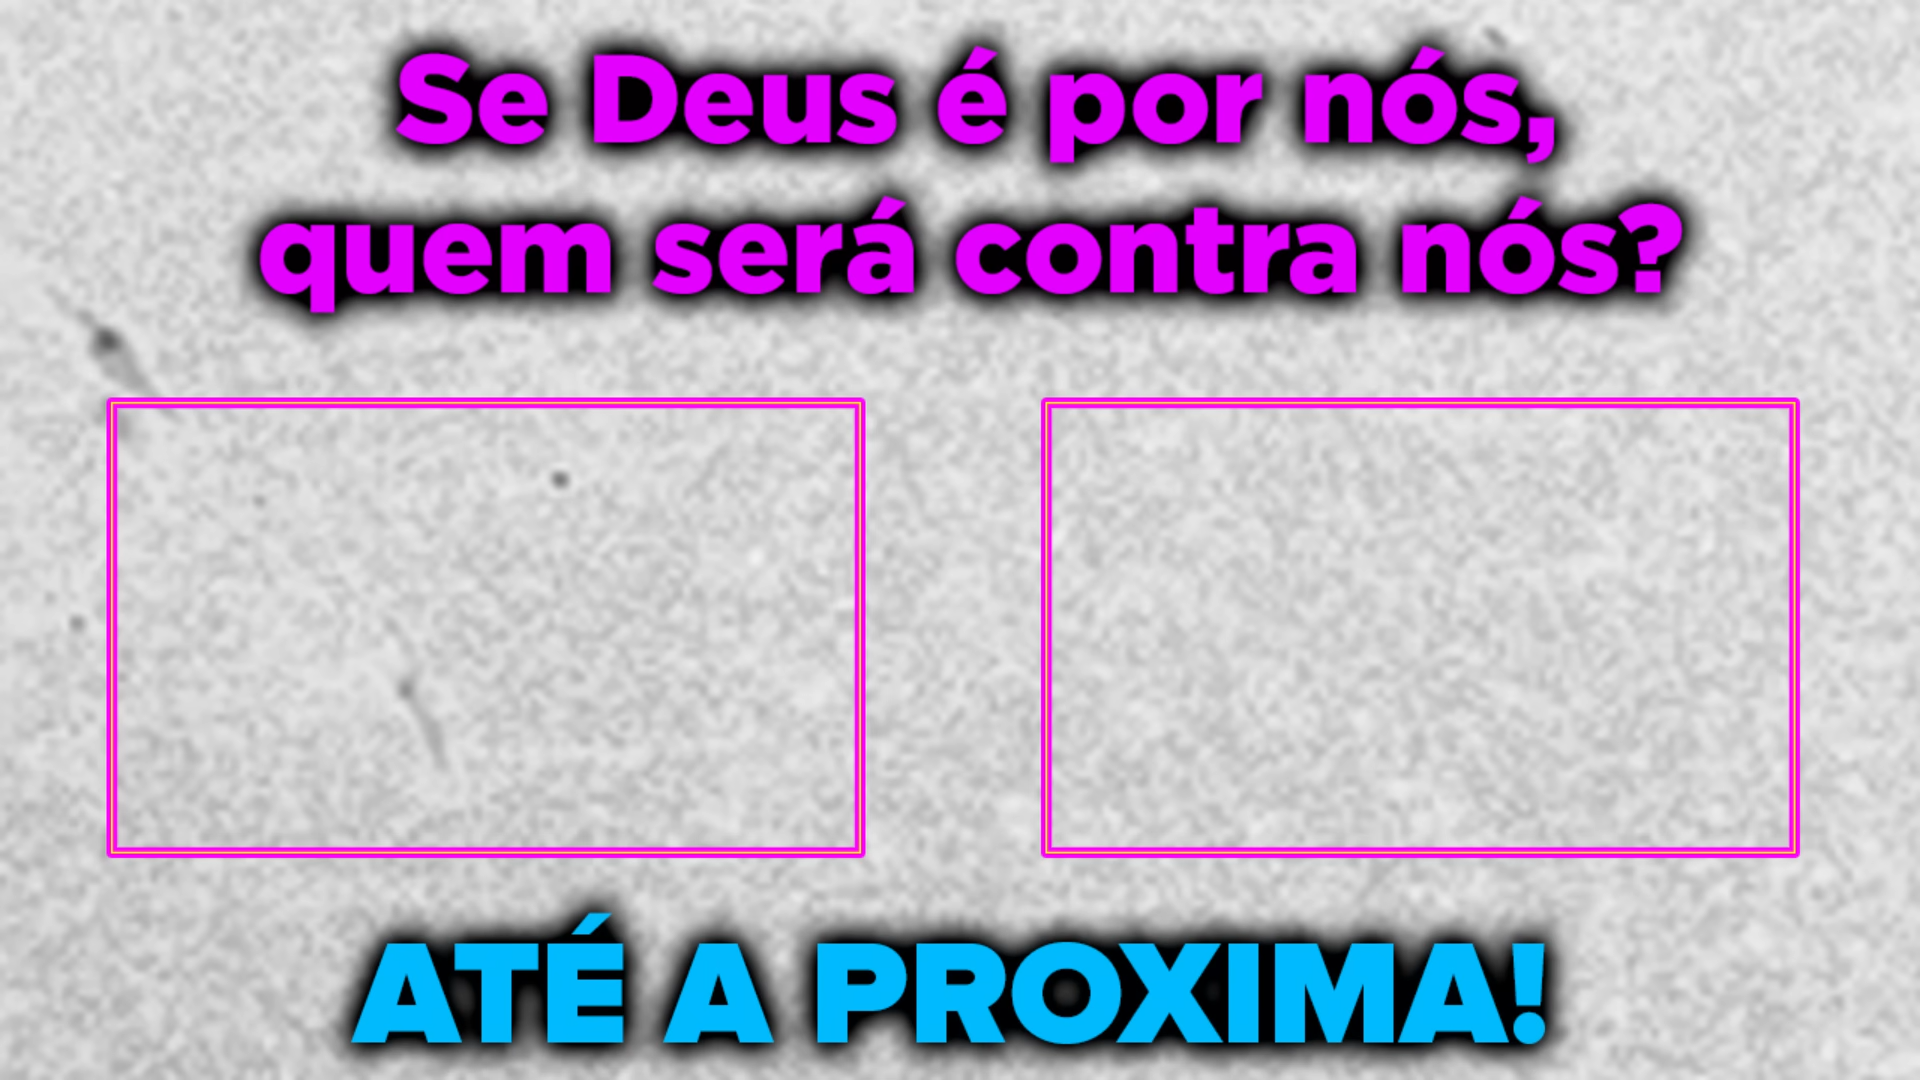 Se Deus é por nós,
quem será contra nós?
ATÉ A PROXIMA!